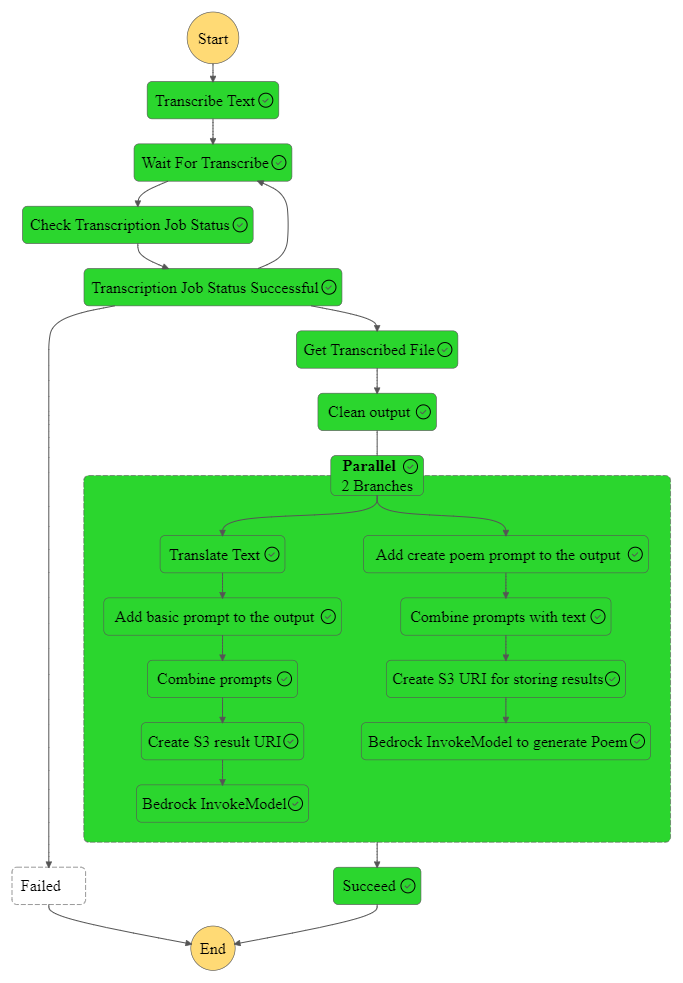 Start
Transcribe Text
Wait For Transcribe
Check Transcription Job Status
Transcription Job Status Successful
Get Transcribed File
Clean output
Parallel
2 Branches
Translate Text
Add basic prompt to the output
Combine prompts
Create S3 result URI
Bedrock InvokeModel
Add create poem prompt to the output
Combine prompts with text
Create S3 URI for storing results
Bedrock InvokeModel to generate Poem
Failed
Succeed
End